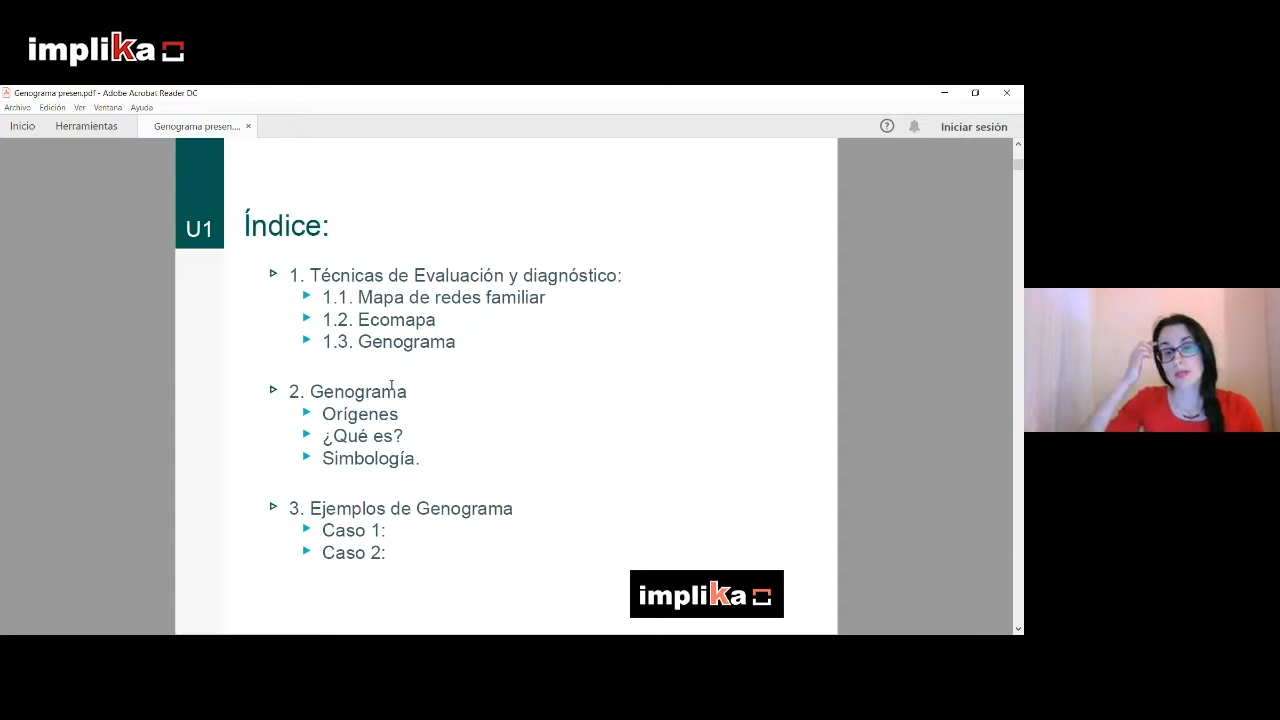 implika
Genograma presen.pdf - Adobe Acrobat Reader DC
Archivo Edición Ver Ventana Ayuda
Inicio Herramientas Genograma presen.... × Iniciar sesión
U1
Índice:
1. Técnicas de Evaluación y diagnóstico:
1.1. Mapa de redes familiar
1.2. Ecomapa
1.3. Genograma
2. Genograma
Orígenes
¿Qué es?
Simbología.
3. Ejemplos de Genograma
Caso 1:
Caso 2:
implika